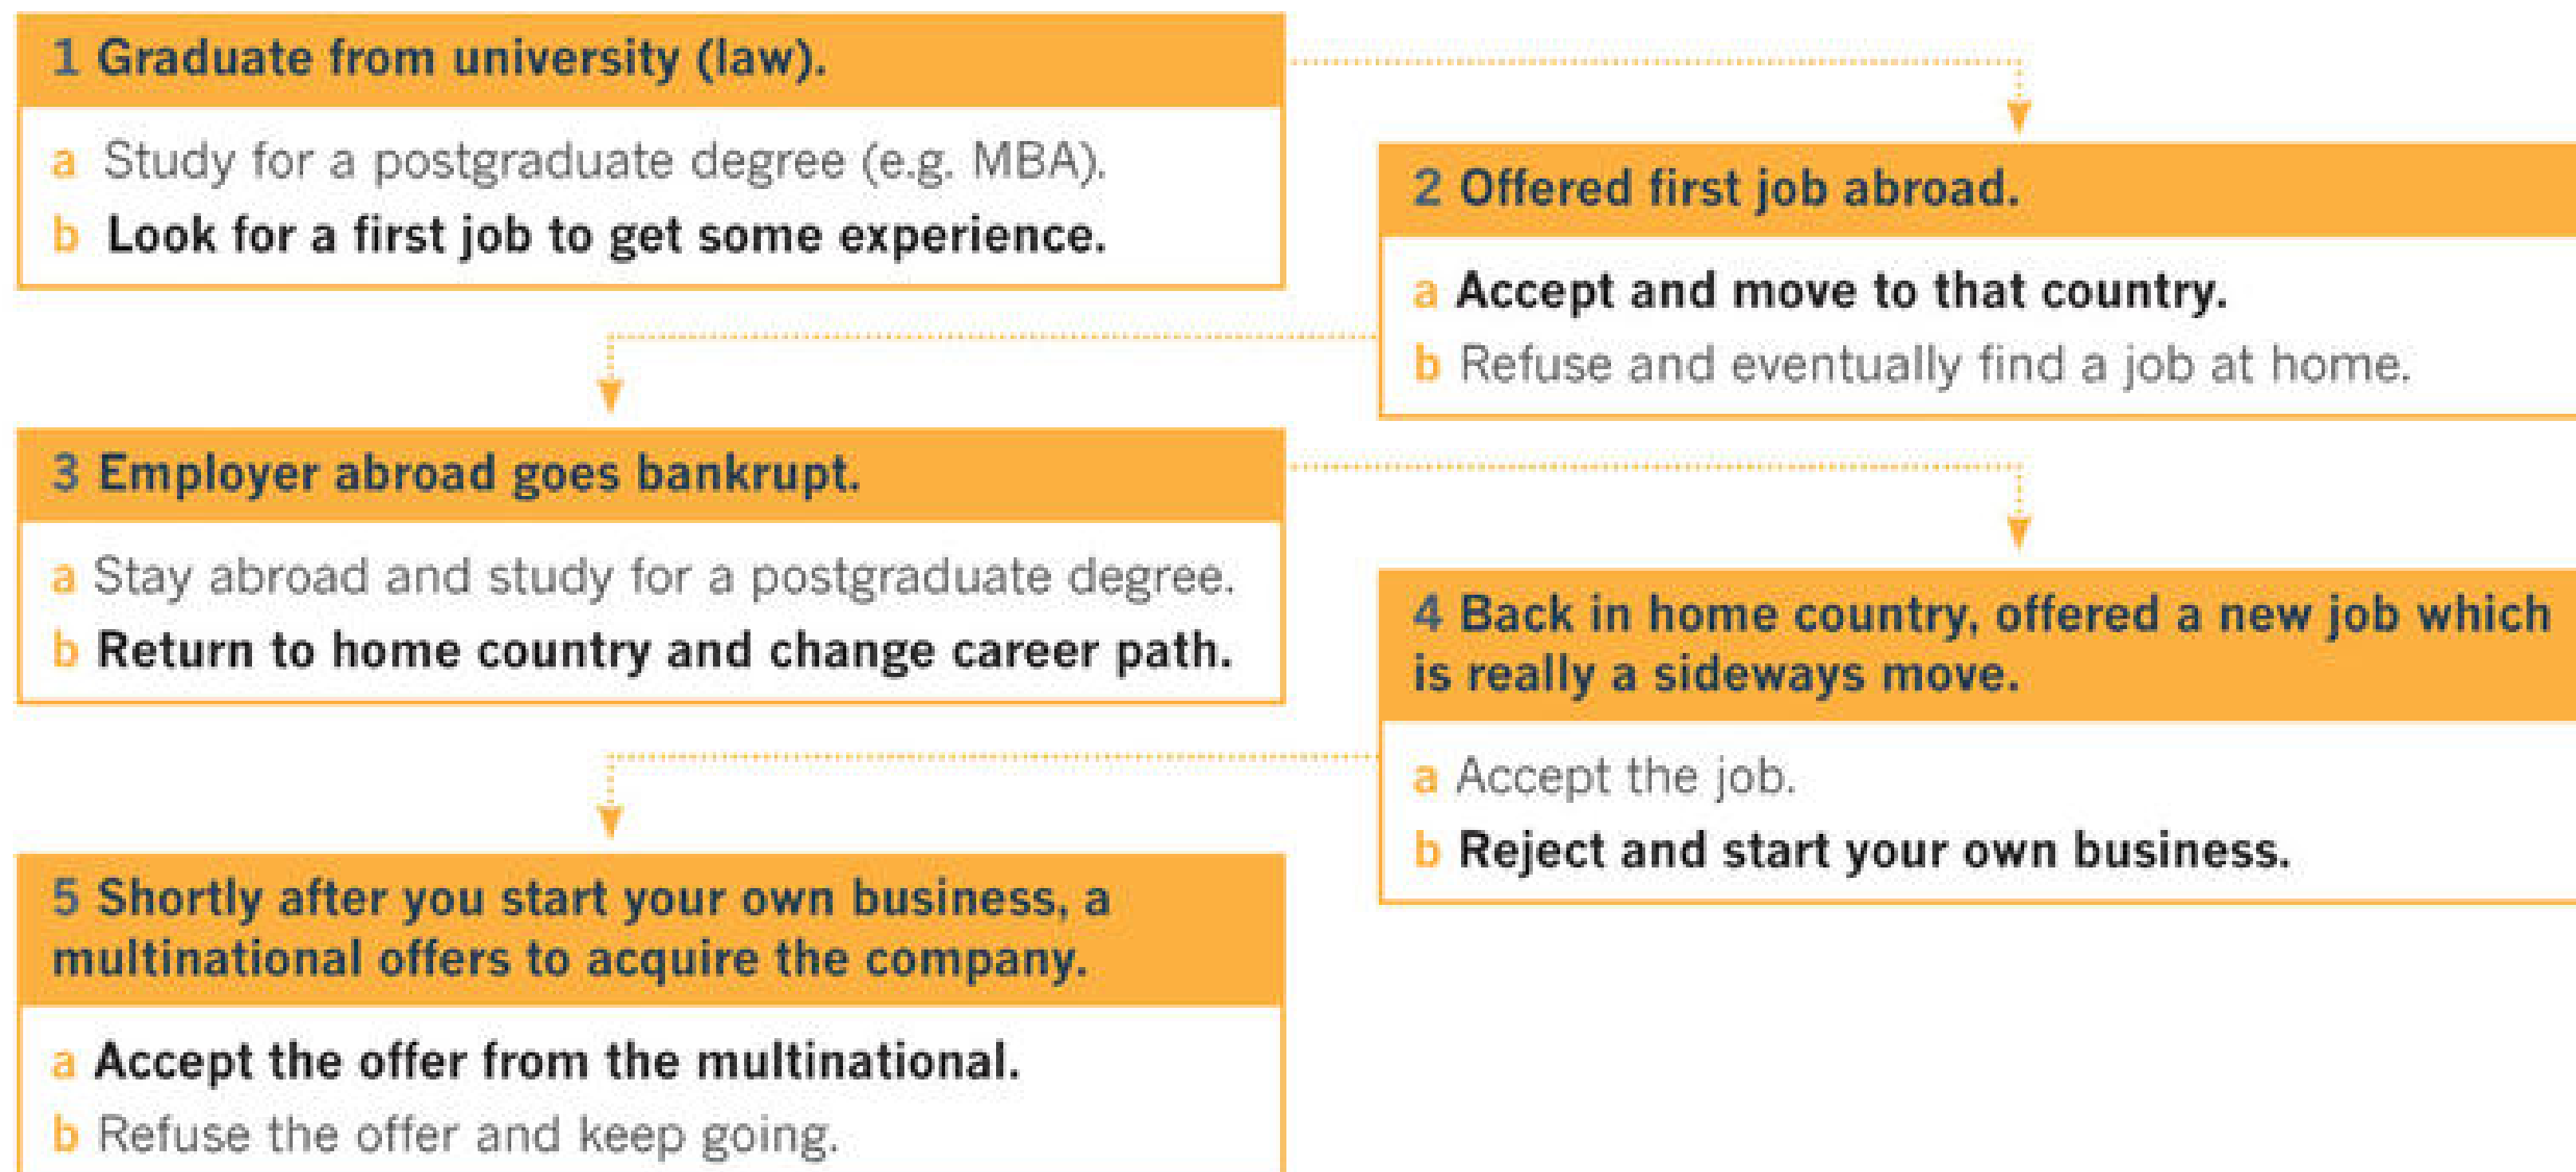 1 Graduate from university (law).
a Study for a postgraduate degree (e.g. MBA).
b Look for a first job to get some experience.
2 Offered first job abroad.
a Accept and move to that country.
b Refuse and eventually find a job at home.
3 Employer abroad goes bankrupt.
a Stay abroad and study for a postgraduate degree.
b Return to home country and change career path.
4 Back in home country, offered a new job which
is really a sideways move.
a Accept the job.
b Reject and start your own business.
5 Shortly after you start your own business, a
multinational offers to acquire the company.
a Accept the offer from the multinational.
b Refuse the offer and keep going.